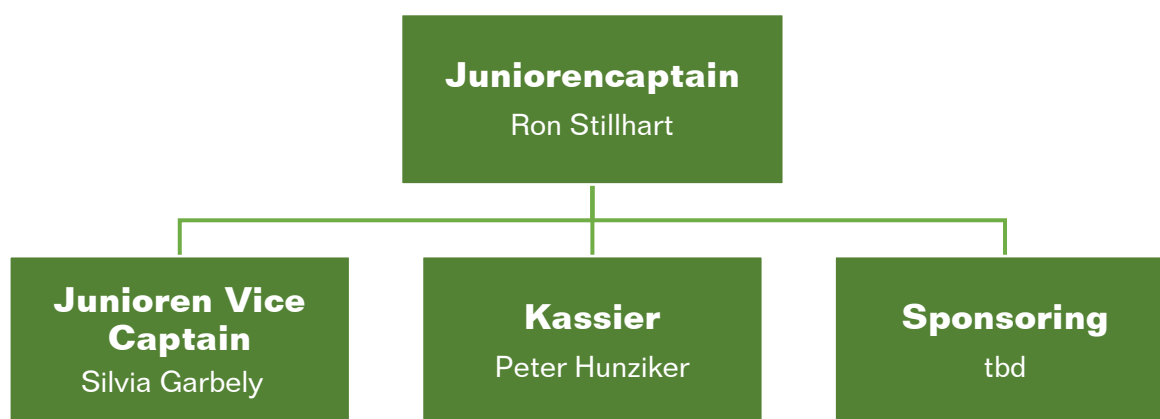 Juniorencaptain
Ron Stillhart
Junioren Vice
Captain
Silvia Garbely
Kassier
Peter Hunziker
Sponsoring
tbd